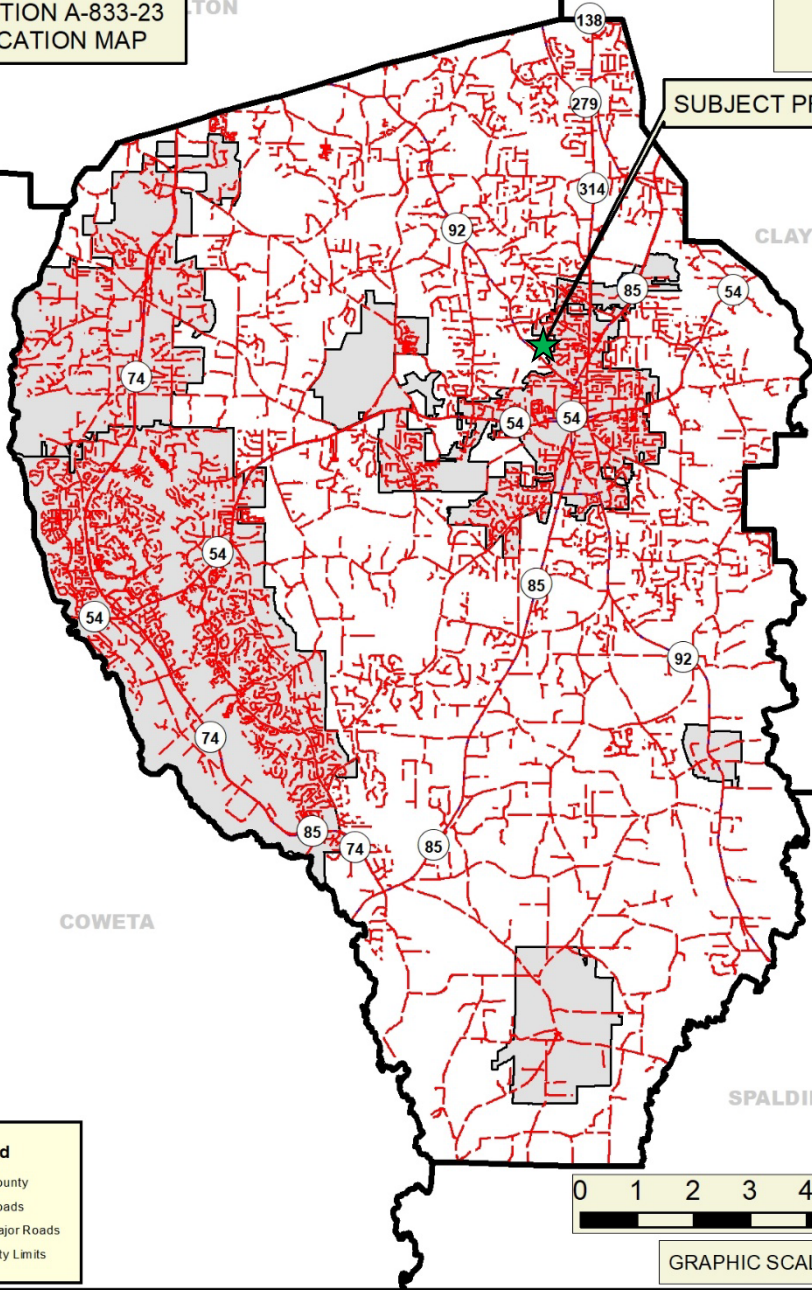 TION A-833-23
CATION MAP
LTON
138
279
SUBJECT PR
314
92
CLAY
85
54
74
54
54
54
85
54
92
74
85
74
85
COWETA
SPALDI
d
ounty
oads
ajor Roads
ty Limits
0 1 2 3 4
GRAPHIC SCAL